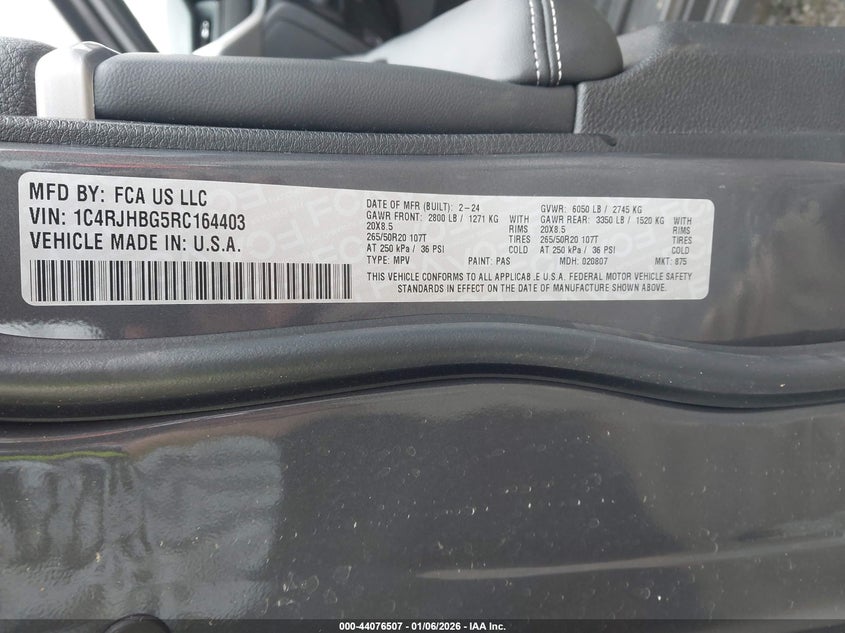 MFD BY: FCA US LLC
VIN: 1C4RJHBG5RC164403
VEHICLE MADE IN: U.S.A.
DATE OF MFR (BUILT): 2-24
GAWR FRONT: 2800 LB / 1271 KG WITH
20X8.5 RIMS
265/50R20 107T TIRES
AT 250 kPa / 36 PSI COLD
TYPE: MPV PAINT: PAS
GVWR: 6050 LB / 2745 KG
GAWR REAR: 3350 LB / 1520 KG WITH
20X8.5 RIMS
265/50R20 107T TIRES
AT 250 kPa / 36 PSI COLD
MDH: 020807 MKT: 875
THIS VEHICLE CONFORMS TO ALL APPLICAB.E U.S.A. FEDERAL MOTOR VEHICLE SAFETY
STANDARDS IN EFFECT ON THE DATE OF MANUFACTURE SHOWN ABOVE.
000-44076507 - 01/06/2026 - IAA Inc.